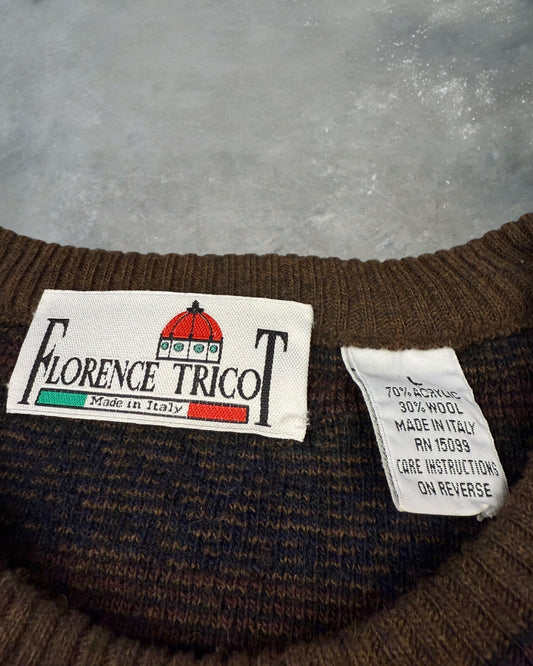 FLORENCE TRICOT
Made in Italy
L
70% ACRYLIC
30% WOOL
MADE IN ITALY
RN 15099
CARE INSTRUCTIONS
ON REVERSE